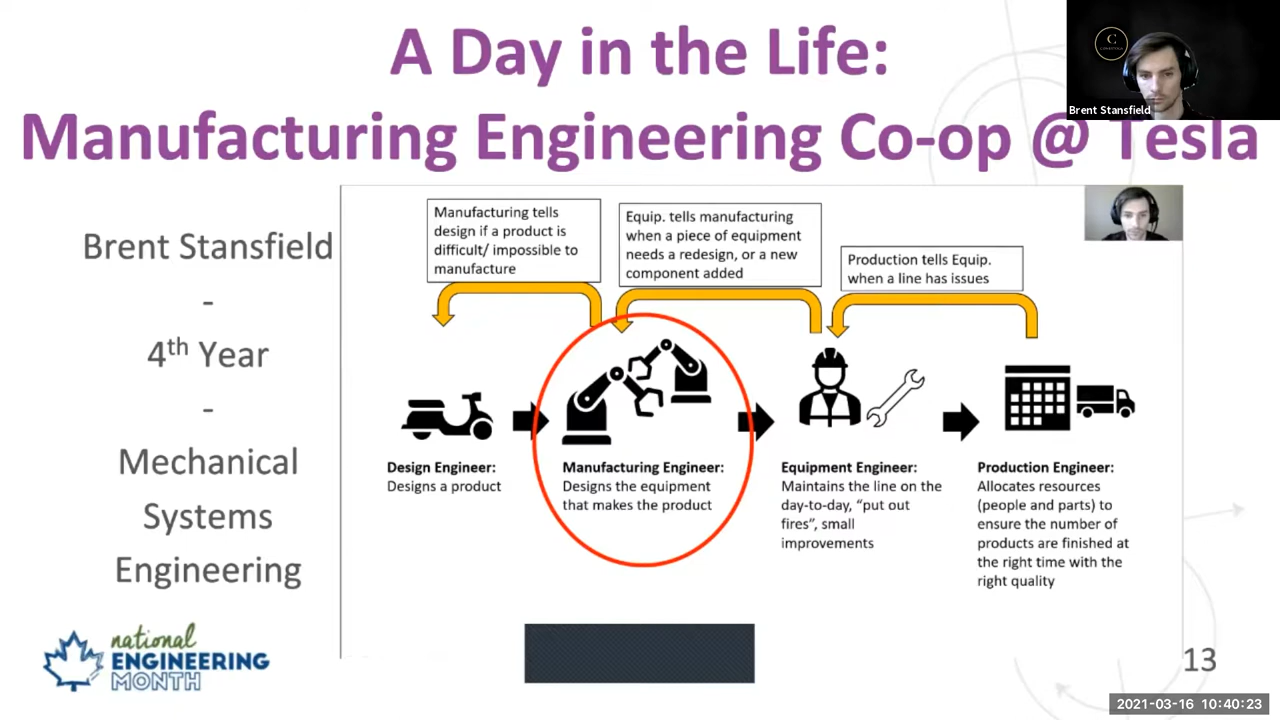 A Day in the Life:
Manufacturing Engineering Co-op @ Tesla
Brent Stansfield
Brent Stansfield
-
4th Year
-
Mechanical
Systems
Engineering
Manufacturing tells
design if a product is
difficult/ impossible to
manufacture
Equip. tells manufacturing
when a piece of equipment
needs a redesign, or a new
component added
Production tells Equip.
when a line has issues
Design Engineer:
Designs a product
Manufacturing Engineer:
Designs the equipment
that makes the product
Equipment Engineer:
Maintains the line on the
day-to-day, “put out
fires”, small
improvements
Production Engineer:
Allocates resources
(people and parts) to
ensure the number of
products are finished at
the right time with the
right quality
national
ENGINEERING
MONTH
13
2021-03-16 10:40:23